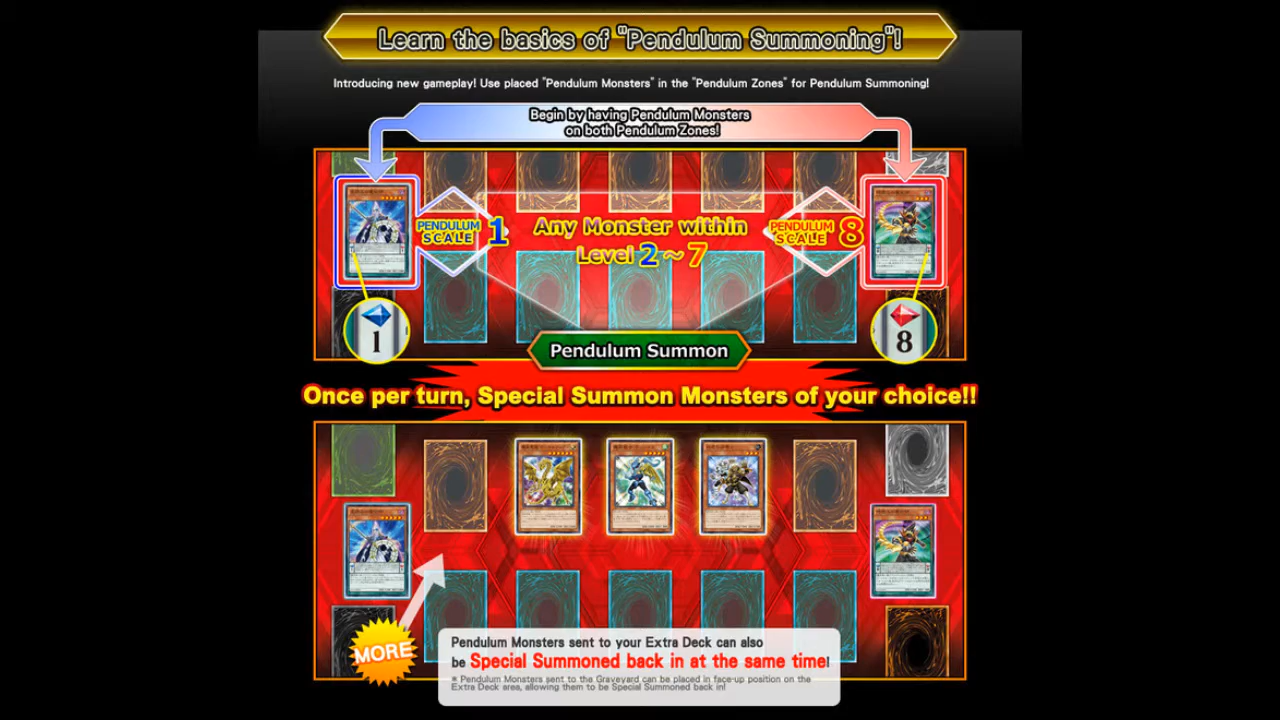 Learn the basics of "Pendulum Summoning"!
Introducing new gameplay! Use placed "Pendulum Monsters" in the "Pendulum Zones" for Pendulum Summoning!
Begin by having Pendulum Monsters
on both Pendulum Zones!
PENDULUM SCALE 1
Any Monster within
Level 2~7
PENDULUM SCALE 8
1
8
Pendulum Summon
Once per turn, Special Summon Monsters of your choice!!
MORE
Pendulum Monsters sent to your Extra Deck can also
be Special Summoned back in at the same time!
* Pendulum Monsters sent to the Graveyard can be placed in face-up position on the
Extra Deck area, allowing them to be Special Summoned back in!